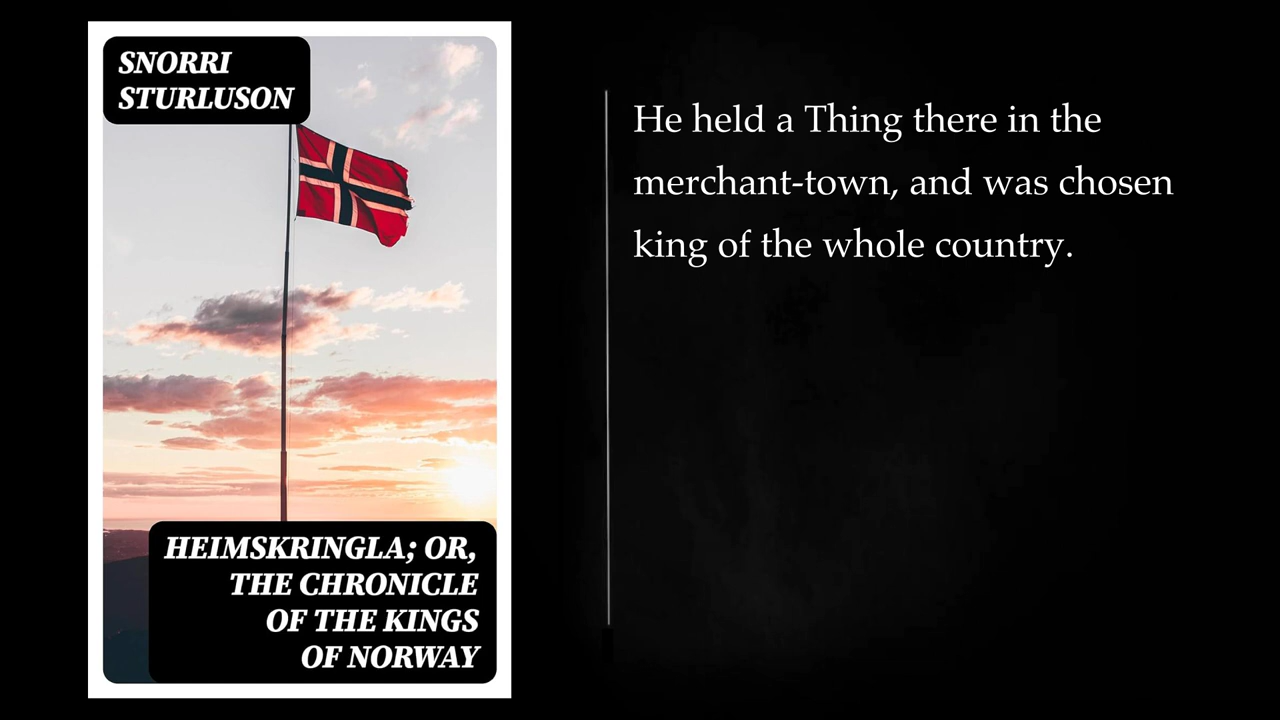 SNORRI
STURLUSON
HEIMSKRINGLA; OR,
THE CHRONICLE
OF THE KINGS
OF NORWAY
He held a Thing there in the
merchant-town, and was chosen
king of the whole country.